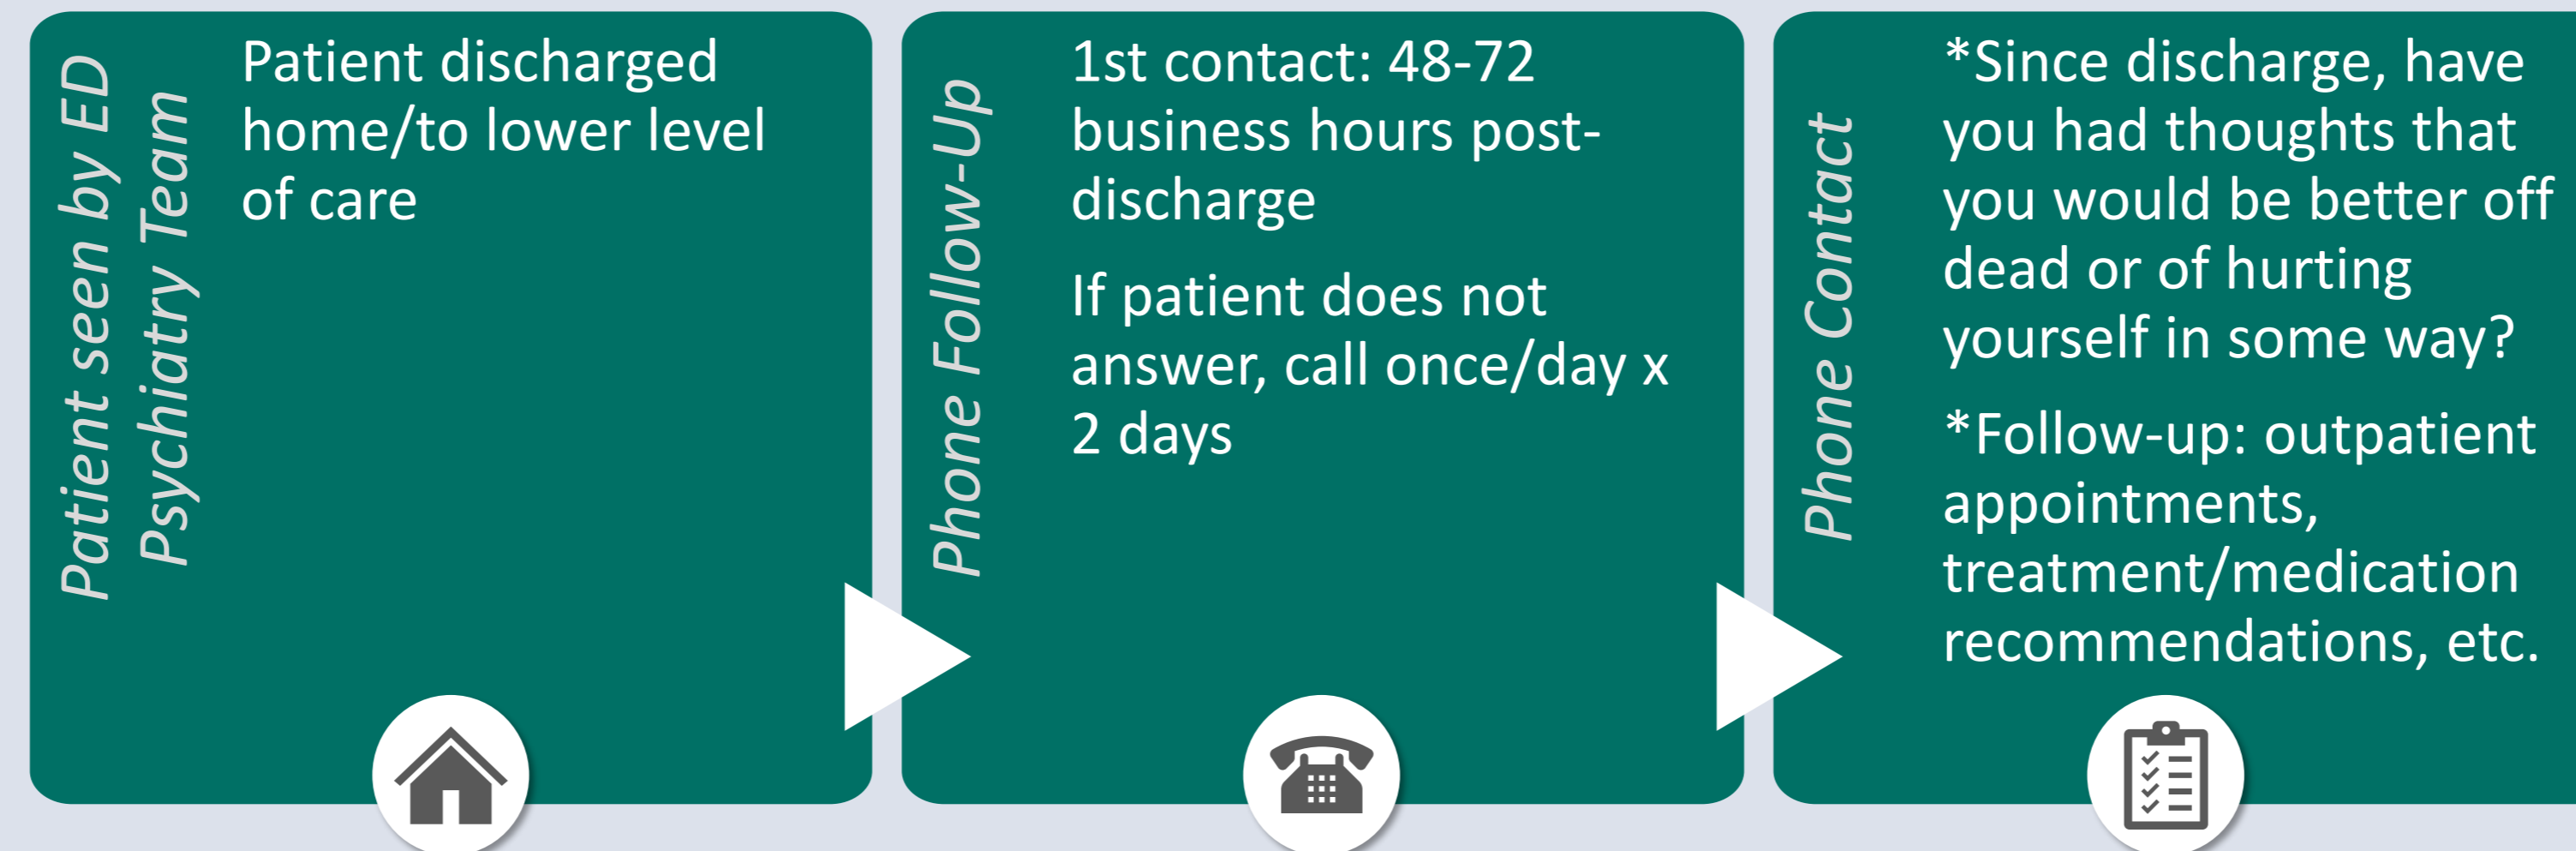 Patient seen by ED
Psychiatry Team
Patient discharged
home/to lower level
of care
Phone Follow-Up
1st contact: 48-72
business hours post-
discharge
If patient does not
answer, call once/day x
2 days
Phone Contact
*Since discharge, have
you had thoughts that
you would be better off
dead or of hurting
yourself in some way?
*Follow-up: outpatient
appointments,
treatment/medication
recommendations, etc.